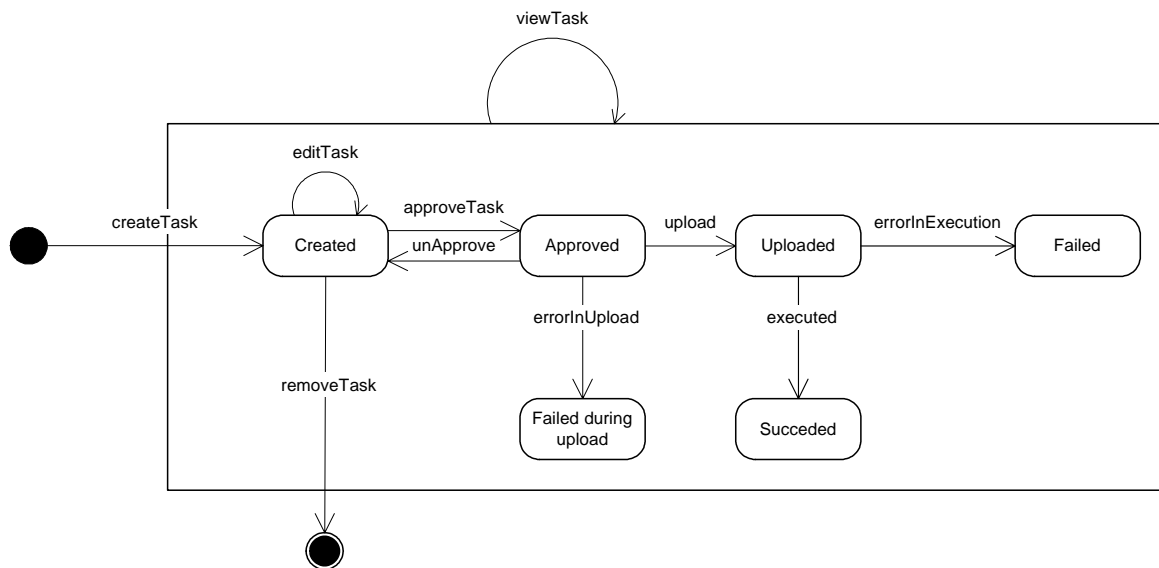 viewTask
editTask
createTask
approveTask
upload
errorInExecution
Created
unApprove
Approved
Uploaded
Failed
errorInUpload
executed
removeTask
Failed during
upload
Succeded